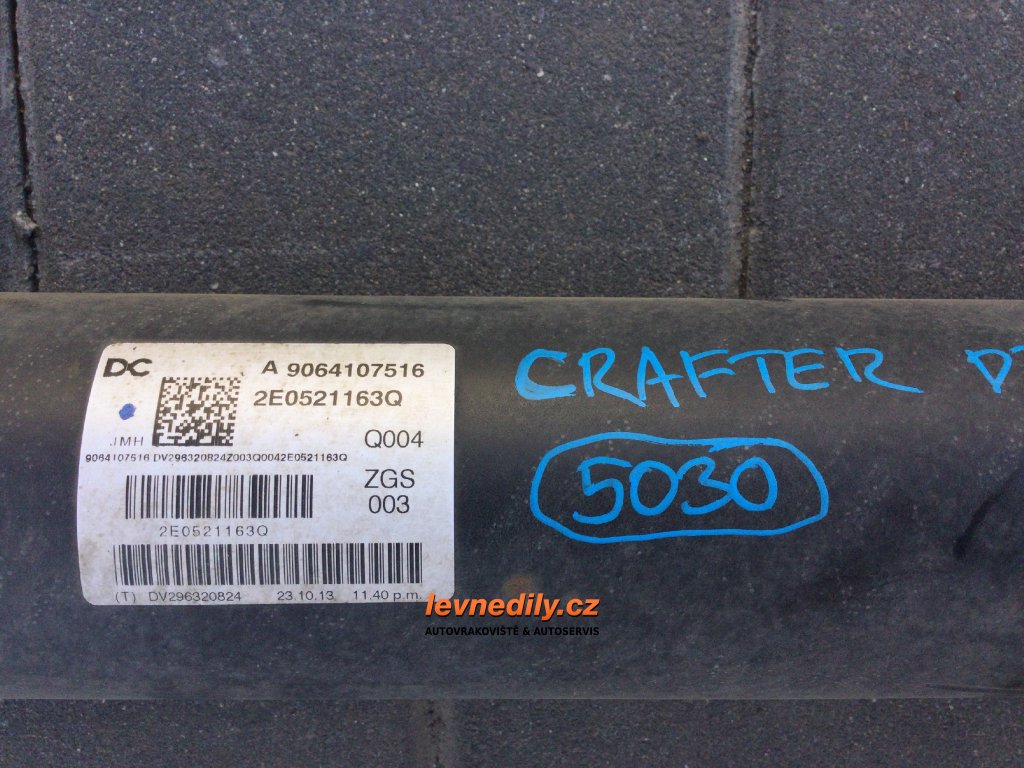 DC A 9064107516
2E0521163Q
JMH Q004
9064107516 DV296320824Z003Q0042E0521163Q
ZGS
003
2E0521163Q
(T) DV296320824 23.10.13 11.40 p.m.
CRAFTER
5030
levnedily.cz
AUTOVRAKOVIŠTĚ & AUTOSERVIS